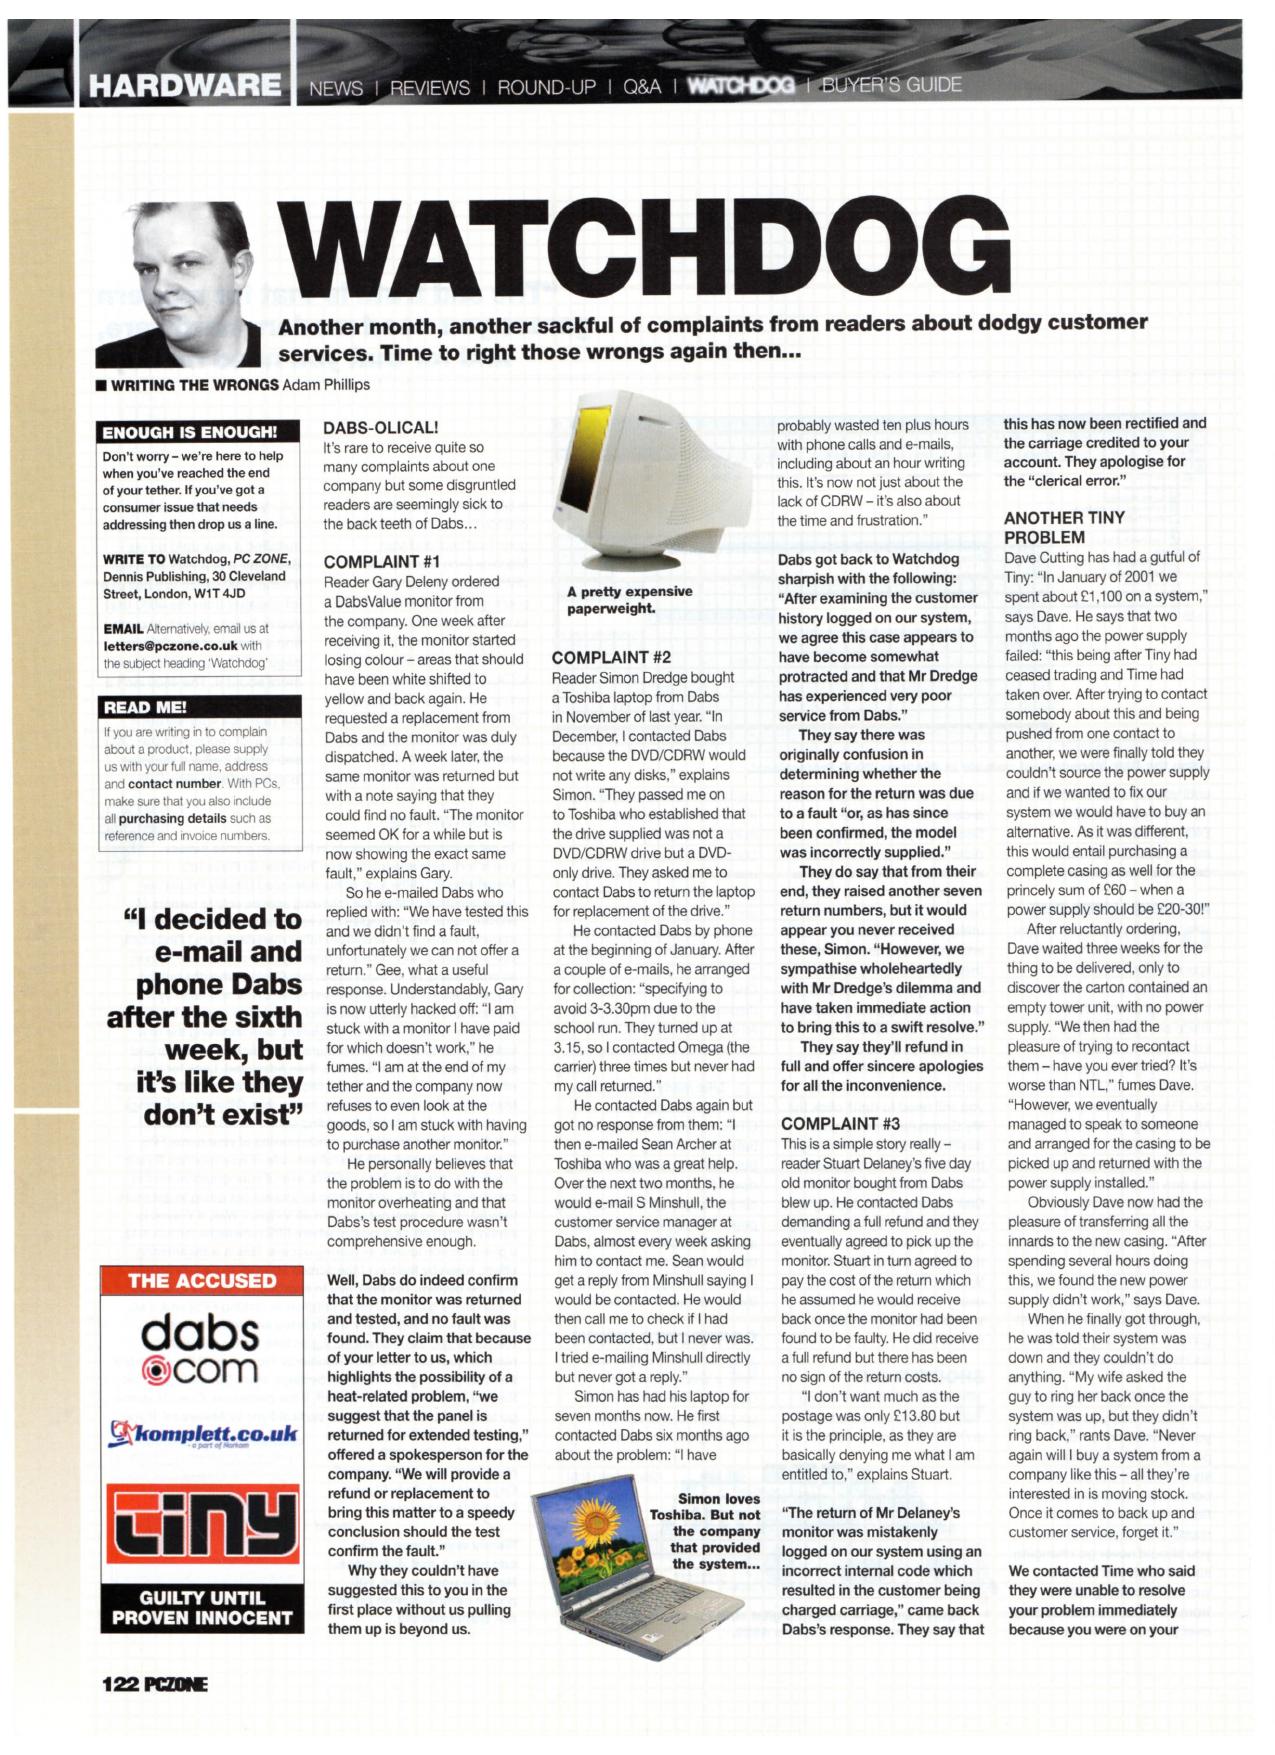 HARDWARE
NEWS | REVIEWS | ROUND-UP | Q&A | WATCHDOG | BUYER'S GUIDE
WATCHDOG
Another month, another sackful of complaints from readers about dodgy customer
services. Time to right those wrongs again then...
■ WRITING THE WRONGS Adam Phillips
ENOUGH IS ENOUGH!
Don't worry – we're here to help
when you've reached the end
of your tether. If you've got a
consumer issue that needs
addressing then drop us a line.
WRITE TO Watchdog, PC ZONE,
Dennis Publishing, 30 Cleveland
Street, London, W1T 4JD
EMAIL Alternatively, email us at
letters@pczone.co.uk with
the subject heading 'Watchdog'
READ ME!
If you are writing in to complain
about a product, please supply
us with your full name, address
and contact number. With PCs,
make sure that you also include
all purchasing details such as
reference and invoice numbers.
"I decided to
e-mail and
phone Dabs
after the sixth
week, but
it's like they
don't exist"
THE ACCUSED
dabs
.com
komplett.co.uk
- a part of Norkom
tiny
GUILTY UNTIL
PROVEN INNOCENT
DABS-OLICAL!
It's rare to receive quite so
many complaints about one
company but some disgruntled
readers are seemingly sick to
the back teeth of Dabs...
COMPLAINT #1
Reader Gary Deleny ordered
a DabsValue monitor from
the company. One week after
receiving it, the monitor started
losing colour – areas that should
have been white shifted to
yellow and back again. He
requested a replacement from
Dabs and the monitor was duly
dispatched. A week later, the
same monitor was returned but
with a note saying that they
could find no fault. "The monitor
seemed OK for a while but is
now showing the exact same
fault," explains Gary.
So he e-mailed Dabs who
replied with: "We have tested this
and we didn't find a fault,
unfortunately we can not offer a
return." Gee, what a useful
response. Understandably, Gary
is now utterly hacked off: "I am
stuck with a monitor I have paid
for which doesn't work," he
fumes. "I am at the end of my
tether and the company now
refuses to even look at the
goods, so I am stuck with having
to purchase another monitor."
He personally believes that
the problem is to do with the
monitor overheating and that
Dabs's test procedure wasn't
comprehensive enough.
Well, Dabs do indeed confirm
that the monitor was returned
and tested, and no fault was
found. They claim that because
of your letter to us, which
highlights the possibility of a
heat-related problem, "we
suggest that the panel is
returned for extended testing,"
offered a spokesperson for the
company. "We will provide a
refund or replacement to
bring this matter to a speedy
conclusion should the test
confirm the fault."
Why they couldn't have
suggested this to you in the
first place without us pulling
them up is beyond us.
A pretty expensive
paperweight.
COMPLAINT #2
Reader Simon Dredge bought
a Toshiba laptop from Dabs
in November of last year. "In
December, I contacted Dabs
because the DVD/CDRW would
not write any disks," explains
Simon. "They passed me on
to Toshiba who established that
the drive supplied was not a
DVD/CDRW drive but a DVD-
only drive. They asked me to
contact Dabs to return the laptop
for replacement of the drive."
He contacted Dabs by phone
at the beginning of January. After
a couple of e-mails, he arranged
for collection: "specifying to
avoid 3-3.30pm due to the
school run. They turned up at
3.15, so I contacted Omega (the
carrier) three times but never had
my call returned."
He contacted Dabs again but
got no response from them: "I
then e-mailed Sean Archer at
Toshiba who was a great help.
Over the next two months, he
would e-mail S Minshull, the
customer service manager at
Dabs, almost every week asking
him to contact me. Sean would
get a reply from Minshull saying I
would be contacted. He would
then call me to check if I had
been contacted, but I never was.
I tried e-mailing Minshull directly
but never got a reply."
Simon has had his laptop for
seven months now. He first
contacted Dabs six months ago
about the problem: "I have
Simon loves
Toshiba. But not
the company
that provided
the system...
probably wasted ten plus hours
with phone calls and e-mails,
including about an hour writing
this. It's now not just about the
lack of CDRW – it's also about
the time and frustration."
Dabs got back to Watchdog
sharpish with the following:
"After examining the customer
history logged on our system,
we agree this case appears to
have become somewhat
protracted and that Mr Dredge
has experienced very poor
service from Dabs."
They say there was
originally confusion in
determining whether the
reason for the return was due
to a fault "or, as has since
been confirmed, the model
was incorrectly supplied."
They do say that from their
end, they raised another seven
return numbers, but it would
appear you never received
these, Simon. "However, we
sympathise wholeheartedly
with Mr Dredge's dilemma and
have taken immediate action
to bring this to a swift resolve."
They say they'll refund in
full and offer sincere apologies
for all the inconvenience.
COMPLAINT #3
This is a simple story really –
reader Stuart Delaney's five day
old monitor bought from Dabs
blew up. He contacted Dabs
demanding a full refund and they
eventually agreed to pick up the
monitor. Stuart in turn agreed to
pay the cost of the return which
he assumed he would receive
back once the monitor had been
found to be faulty. He did receive
a full refund but there has been
no sign of the return costs.
"I don't want much as the
postage was only £13.80 but
it is the principle, as they are
basically denying me what I am
entitled to," explains Stuart.
"The return of Mr Delaney's
monitor was mistakenly
logged on our system using an
incorrect internal code which
resulted in the customer being
charged carriage," came back
Dabs's response. They say that
this has now been rectified and
the carriage credited to your
account. They apologise for
the "clerical error."
ANOTHER TINY
PROBLEM
Dave Cutting has had a gutful of
Tiny: "In January of 2001 we
spent about £1,100 on a system,"
says Dave. He says that two
months ago the power supply
failed: "this being after Tiny had
ceased trading and Time had
taken over. After trying to contact
somebody about this and being
pushed from one contact to
another, we were finally told they
couldn't source the power supply
and if we wanted to fix our
system we would have to buy an
alternative. As it was different,
this would entail purchasing a
complete casing as well for the
princely sum of £60 – when a
power supply should be £20-30!"
After reluctantly ordering,
Dave waited three weeks for the
thing to be delivered, only to
discover the carton contained an
empty tower unit, with no power
supply. "We then had the
pleasure of trying to recontact
them – have you ever tried? It's
worse than NTL," fumes Dave.
"However, we eventually
managed to speak to someone
and arranged for the casing to be
picked up and returned with the
power supply installed."
Obviously Dave now had the
pleasure of transferring all the
innards to the new casing. "After
spending several hours doing
this, we found the new power
supply didn't work," says Dave.
When he finally got through,
he was told their system was
down and they couldn't do
anything. "My wife asked the
guy to ring her back once the
system was up, but they didn't
ring back," rants Dave. "Never
again will I buy a system from a
company like this – all they're
interested in is moving stock.
Once it comes to back up and
customer service, forget it."
We contacted Time who said
they were unable to resolve
your problem immediately
because you were on your
122 PCZONE